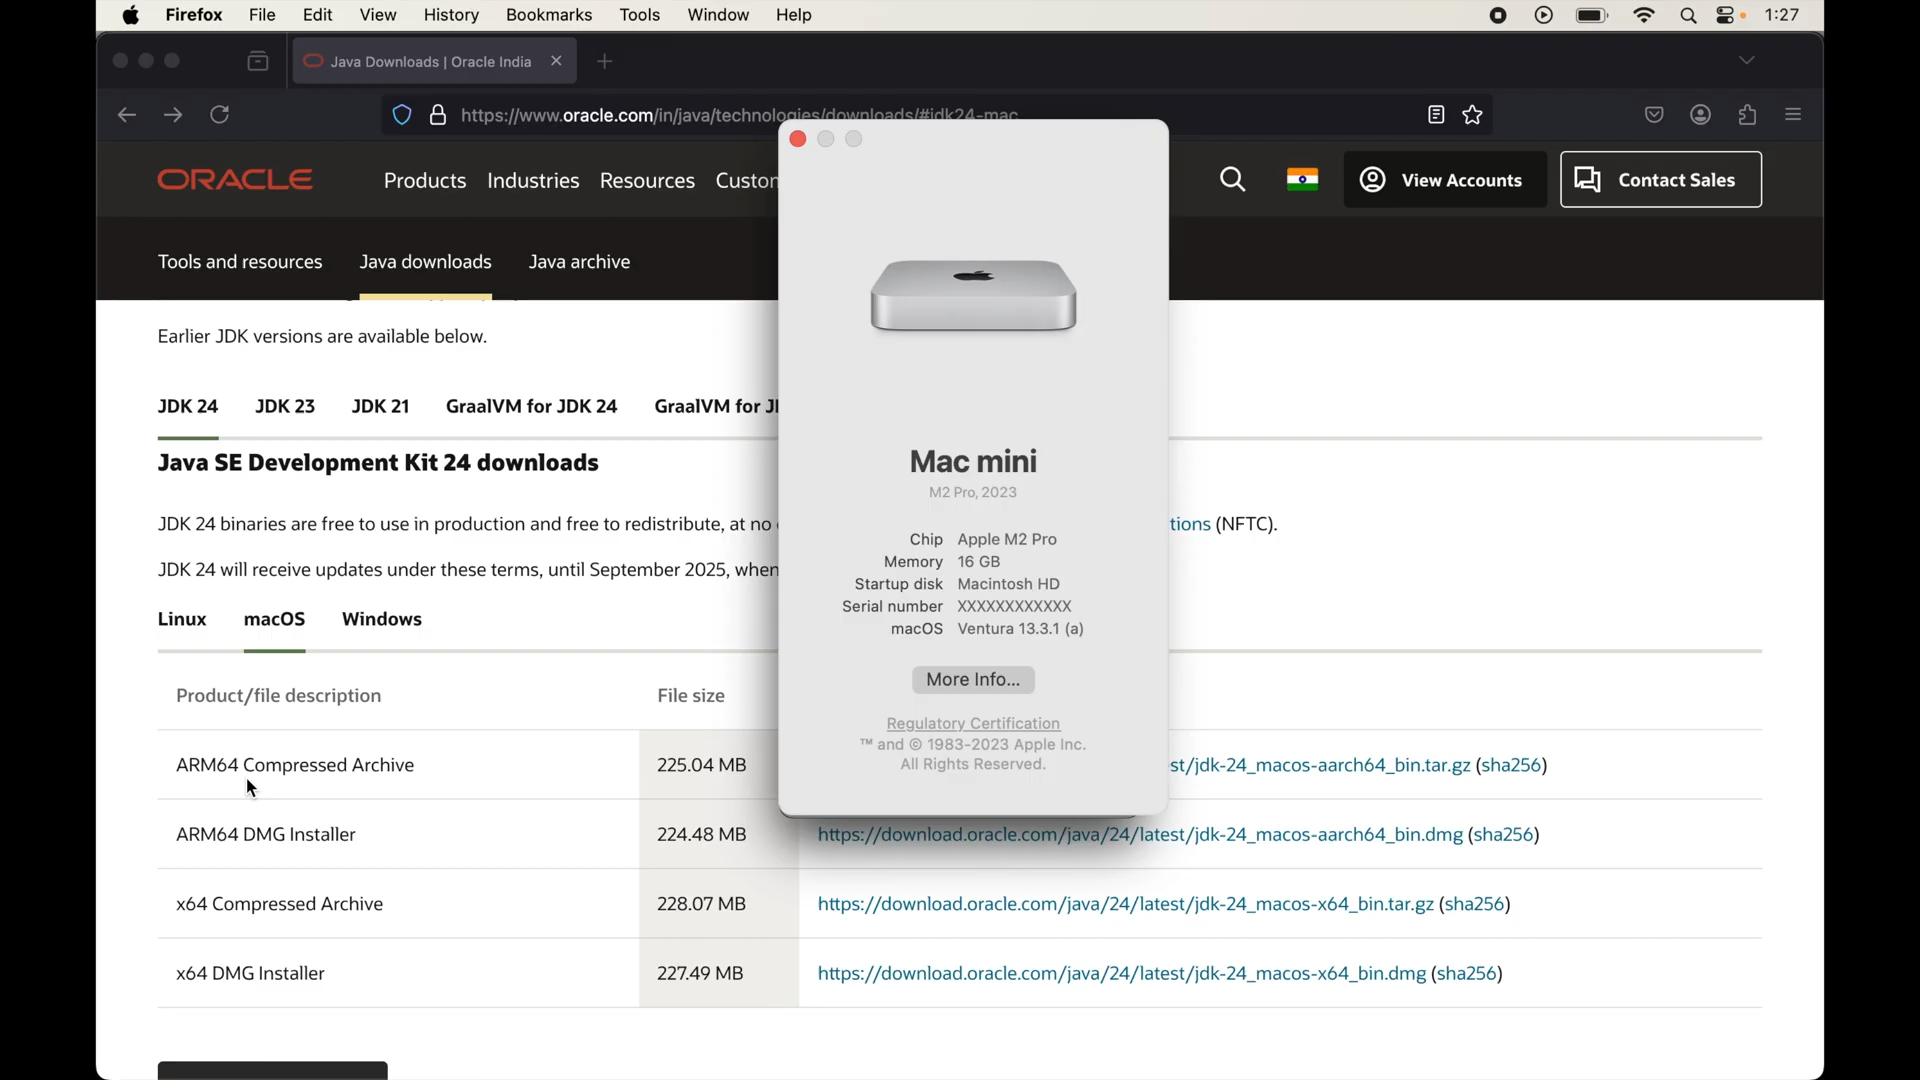 Firefox File Edit View History Bookmarks Tools Window Help 1:27
Java Downloads | Oracle India
https://www.oracle.com/in/java/technologies/downloads/#jdk24-mac
ORACLE Products Industries Resources View Accounts Contact Sales
Tools and resources Java downloads Java archive
Earlier JDK versions are available below.
JDK 24 JDK 23 JDK 21 GraalVM for JDK 24 GraalVM for
Java SE Development Kit 24 downloads
JDK 24 binaries are free to use in production and free to redistribute, at no (NFTC).
JDK 24 will receive updates under these terms, until September 2025, when
Linux macOS Windows
Product/file description File size
ARM64 Compressed Archive 225.04 MB st/jdk-24_macos-aarch64_bin.tar.gz (sha256)
ARM64 DMG Installer 224.48 MB https://download.oracle.com/java/24/latest/jdk-24_macos-aarch64_bin.dmg (sha256)
x64 Compressed Archive 228.07 MB https://download.oracle.com/java/24/latest/jdk-24_macos-x64_bin.tar.gz (sha256)
x64 DMG Installer 227.49 MB https://download.oracle.com/java/24/latest/jdk-24_macos-x64_bin.dmg (sha256)
Mac mini
M2 Pro, 2023
Chip Apple M2 Pro
Memory 16 GB
Startup disk Macintosh HD
Serial number XXXXXXXXXXXX
macOS Ventura 13.3.1 (a)
More Info...
Regulatory Certification
™ and © 1983-2023 Apple Inc.
All Rights Reserved.